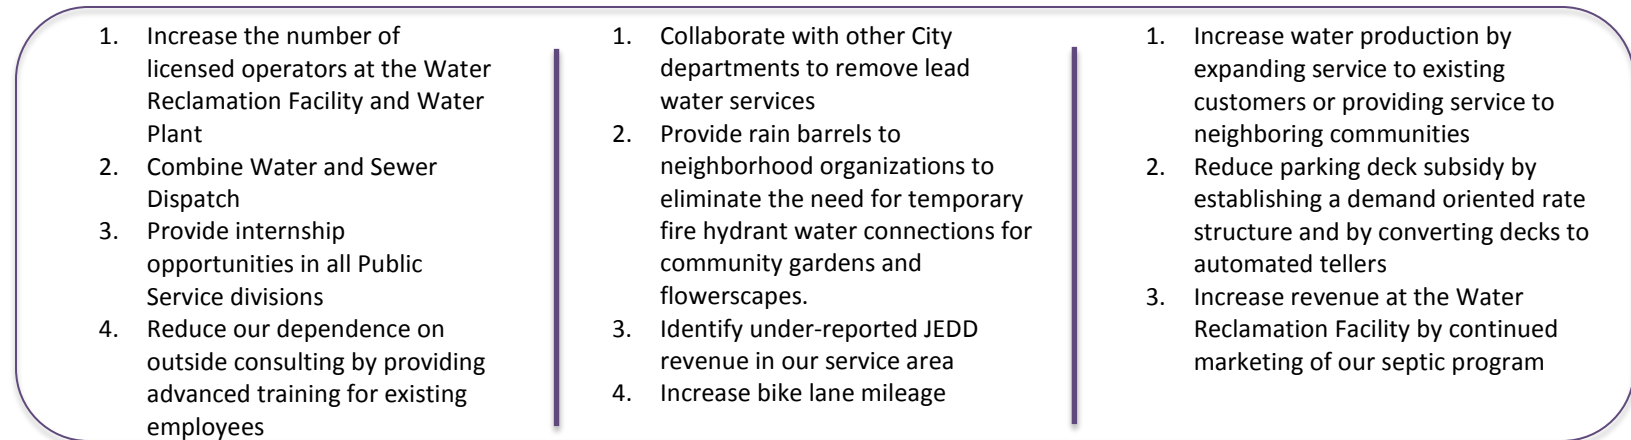 1. Increase the number of
licensed operators at the Water
Reclamation Facility and Water
Plant
2. Combine Water and Sewer
Dispatch
3. Provide internship
opportunities in all Public
Service divisions
4. Reduce our dependence on
outside consulting by providing
advanced training for existing
employees
1. Collaborate with other City
departments to remove lead
water services
2. Provide rain barrels to
neighborhood organizations to
eliminate the need for temporary
fire hydrant water connections for
community gardens and
flowerscapes.
3. Identify under-reported JEDD
revenue in our service area
4. Increase bike lane mileage
1. Increase water production by
expanding service to existing
customers or providing service to
neighboring communities
2. Reduce parking deck subsidy by
establishing a demand oriented rate
structure and by converting decks to
automated tellers
3. Increase revenue at the Water
Reclamation Facility by continued
marketing of our septic program